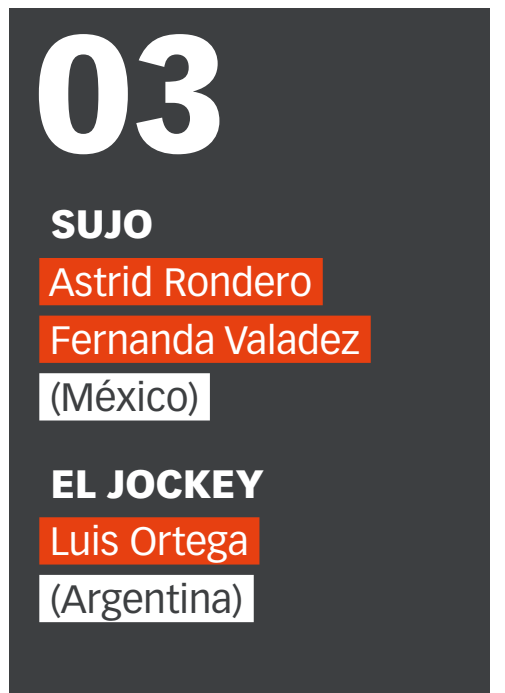 03
SUJO
Astrid Rondero
Fernanda Valadez
(México)
EL JOCKEY
Luis Ortega
(Argentina)